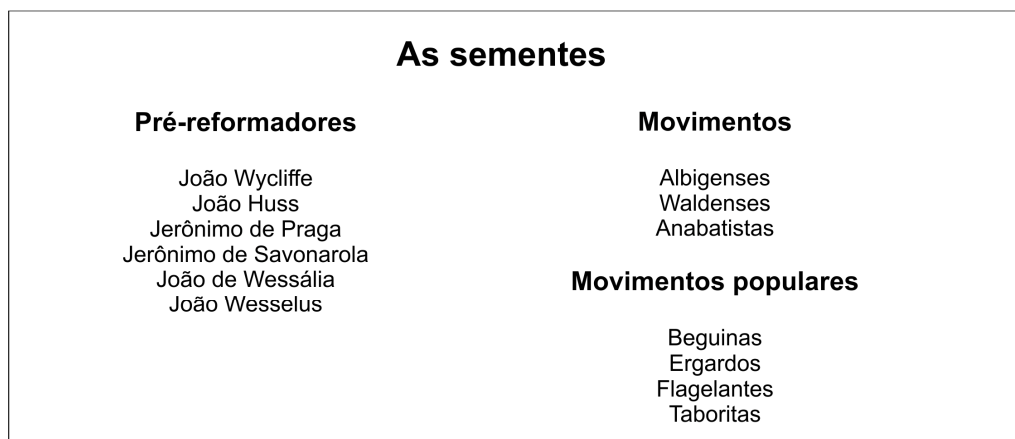 As sementes
Pré-reformadores
João Wycliffe
João Huss
Jerônimo de Praga
Jerônimo de Savonarola
João de Wessália
João Wesselus
Movimentos
Albigenses
Waldenses
Anabatistas
Movimentos populares
Beguinas
Ergardos
Flagelantes
Taboritas